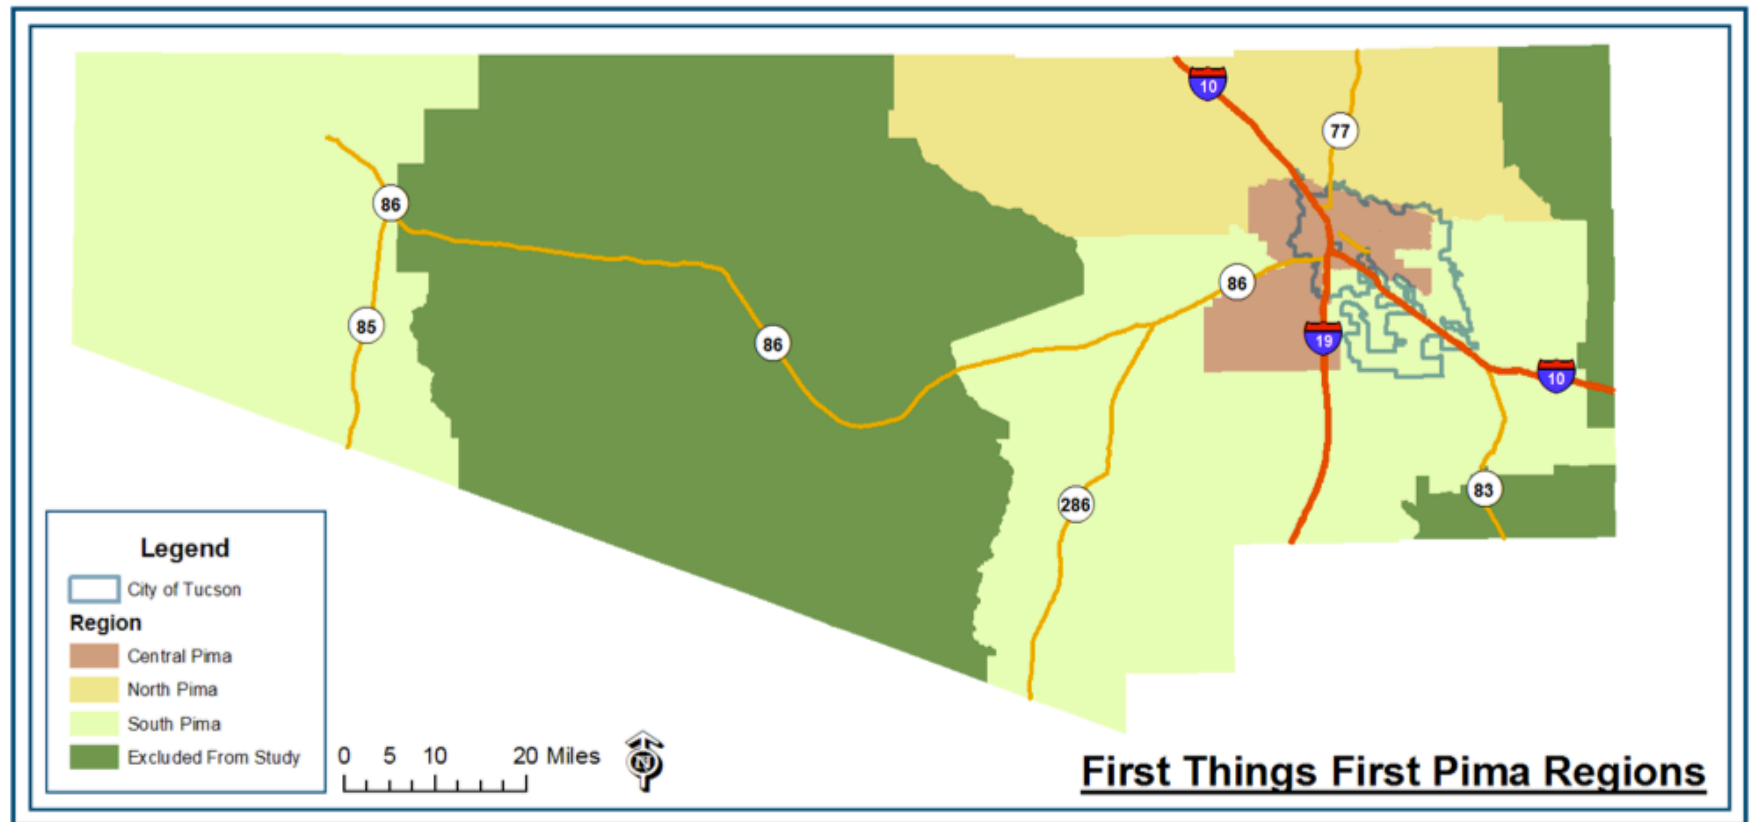 10
77
86
86
85
86
19
10
286
83
Legend
City of Tucson
Region
Central Pima
North Pima
South Pima
Excluded From Study
0 5 10 20 Miles
N
First Things First Pima Regions